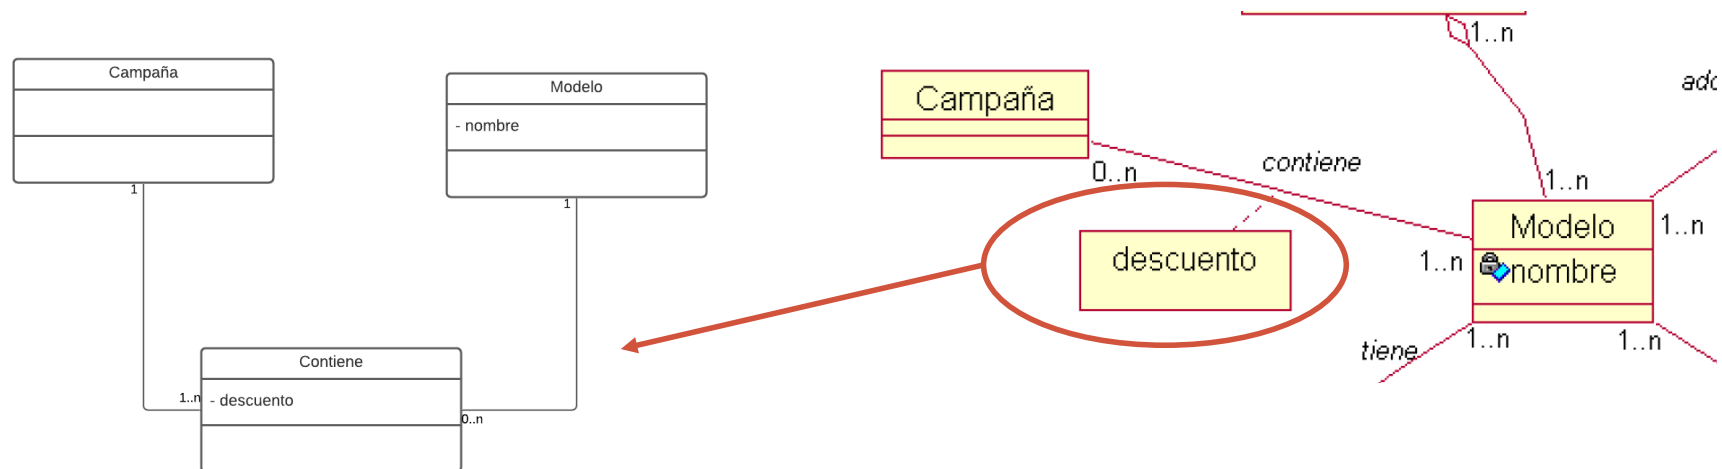 Campaña
1
Modelo
- nombre
1
Contiene
- descuento
1..n
0..n
1..n
Campaña
0..n
contiene
descuento
1..n
1..n
Modelo
nombre
1..n
tiene
1..n
1..n